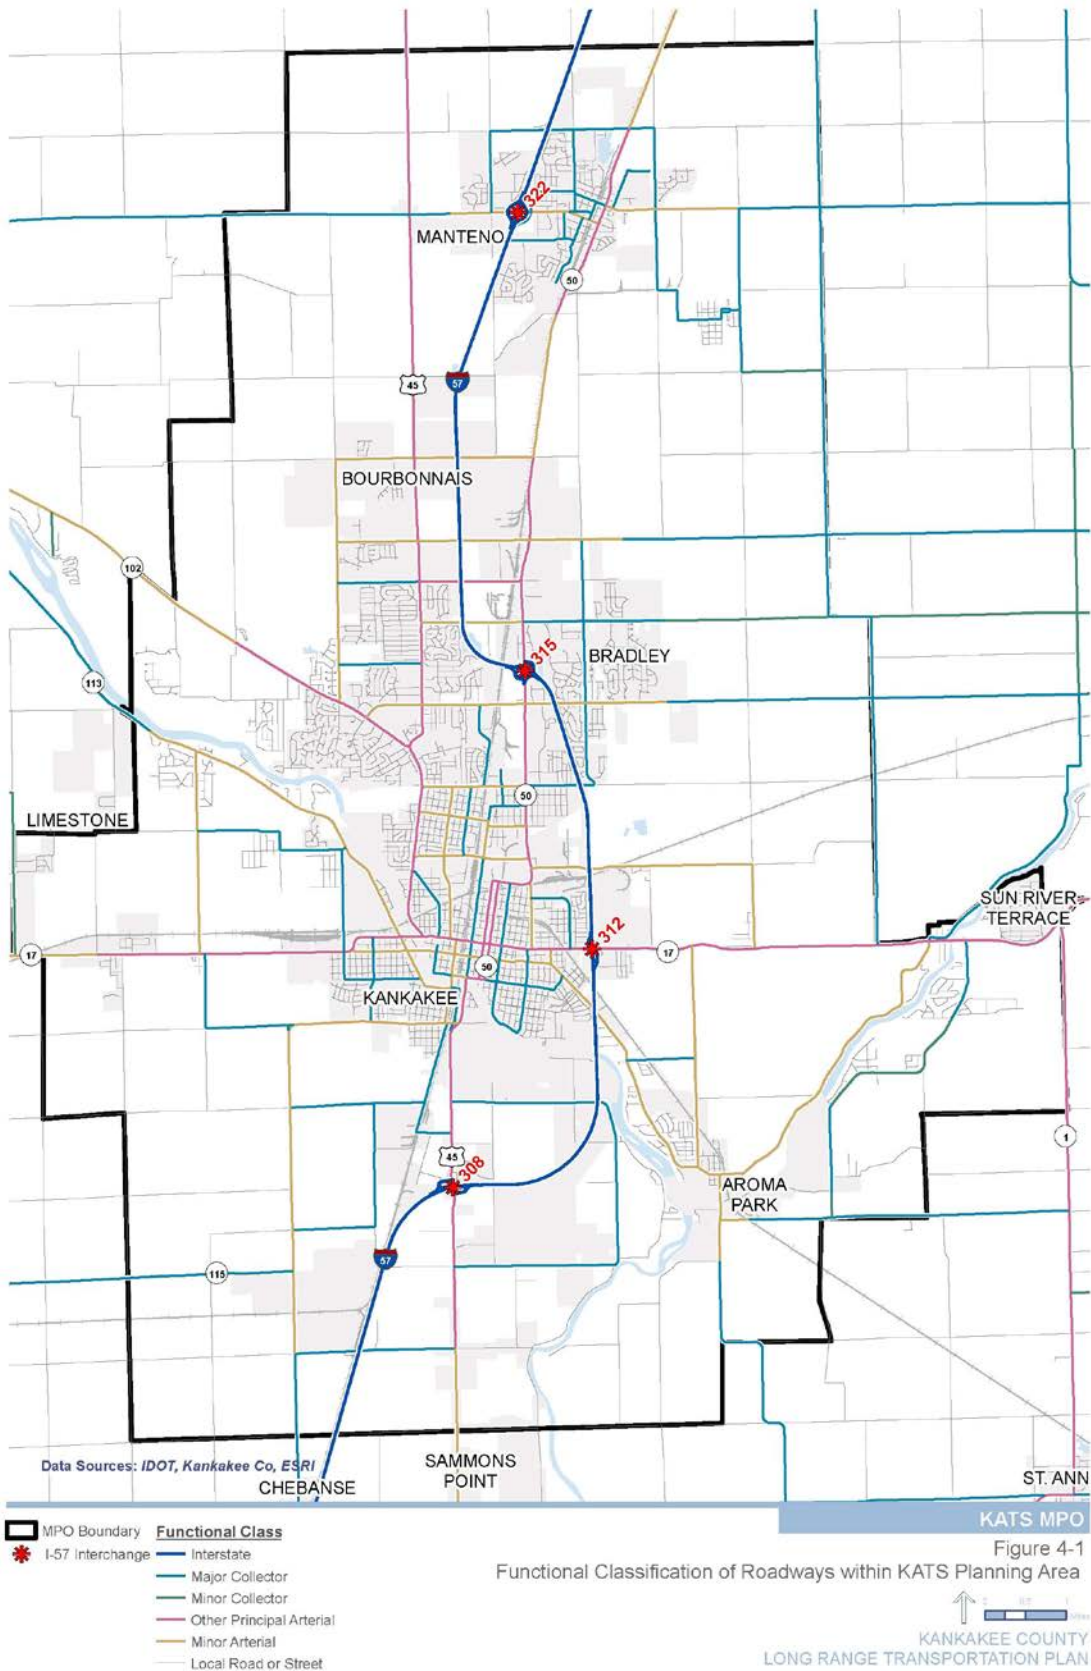 322
MANTENO
50
45
57
BOURBONNAIS
102
315
BRADLEY
113
50
LIMESTONE
SUN RIVER
TERRACE
312
17
17
50
KANKAKEE
1
45
308
AROMA
PARK
57
115
Data Sources: IDOT, Kankakee Co, ESRI
SAMMONS
POINT
CHEBANSE
ST. ANN
KATS MPO
MPO Boundary
Functional Class
I-57 Interchange
Interstate
Major Collector
Minor Collector
Other Principal Arterial
Minor Arterial
Local Road or Street
Figure 4-1
Functional Classification of Roadways within KATS Planning Area
KANKAKEE COUNTY
LONG RANGE TRANSPORTATION PLAN